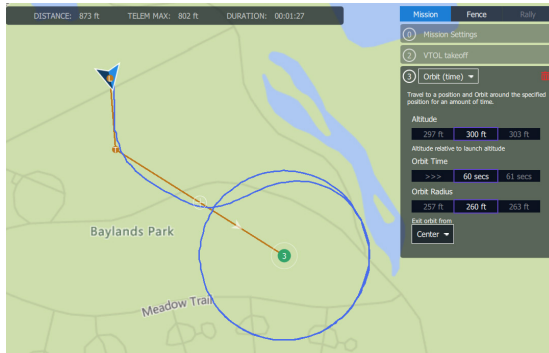 DISTANCE: 873 ft TELEM MAX: 802 ft DURATION: 00:01:27
Mission Fence Rally
0 Mission Settings
2 VTOL takeoff
3 Orbit (time)
Travel to a position and Orbit around the specified
position for an amount of time.
Altitude
297 ft 300 ft 303 ft
Altitude relative to launch altitude
Orbit Time
>>> 60 secs 61 secs
Orbit Radius
257 ft 260 ft 263 ft
Exit orbit from
Center
L
T
Baylands Park
3
Meadow Trail